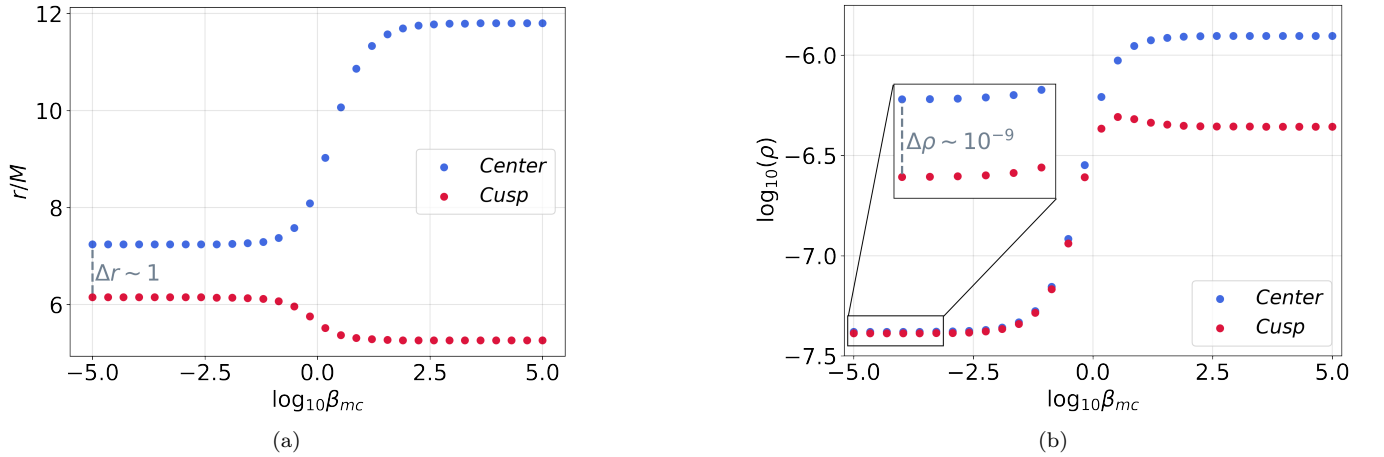 12
10
8
6
r/M
Center
Cusp
Δr ~ 1
−5.0 −2.5 0.0 2.5 5.0
log₁₀β_mc
(a)
−6.0
−6.5
−7.0
−7.5
log₁₀(ρ)
Δρ ~ 10⁻⁹
Center
Cusp
−5.0 −2.5 0.0 2.5 5.0
log₁₀β_mc
(b)